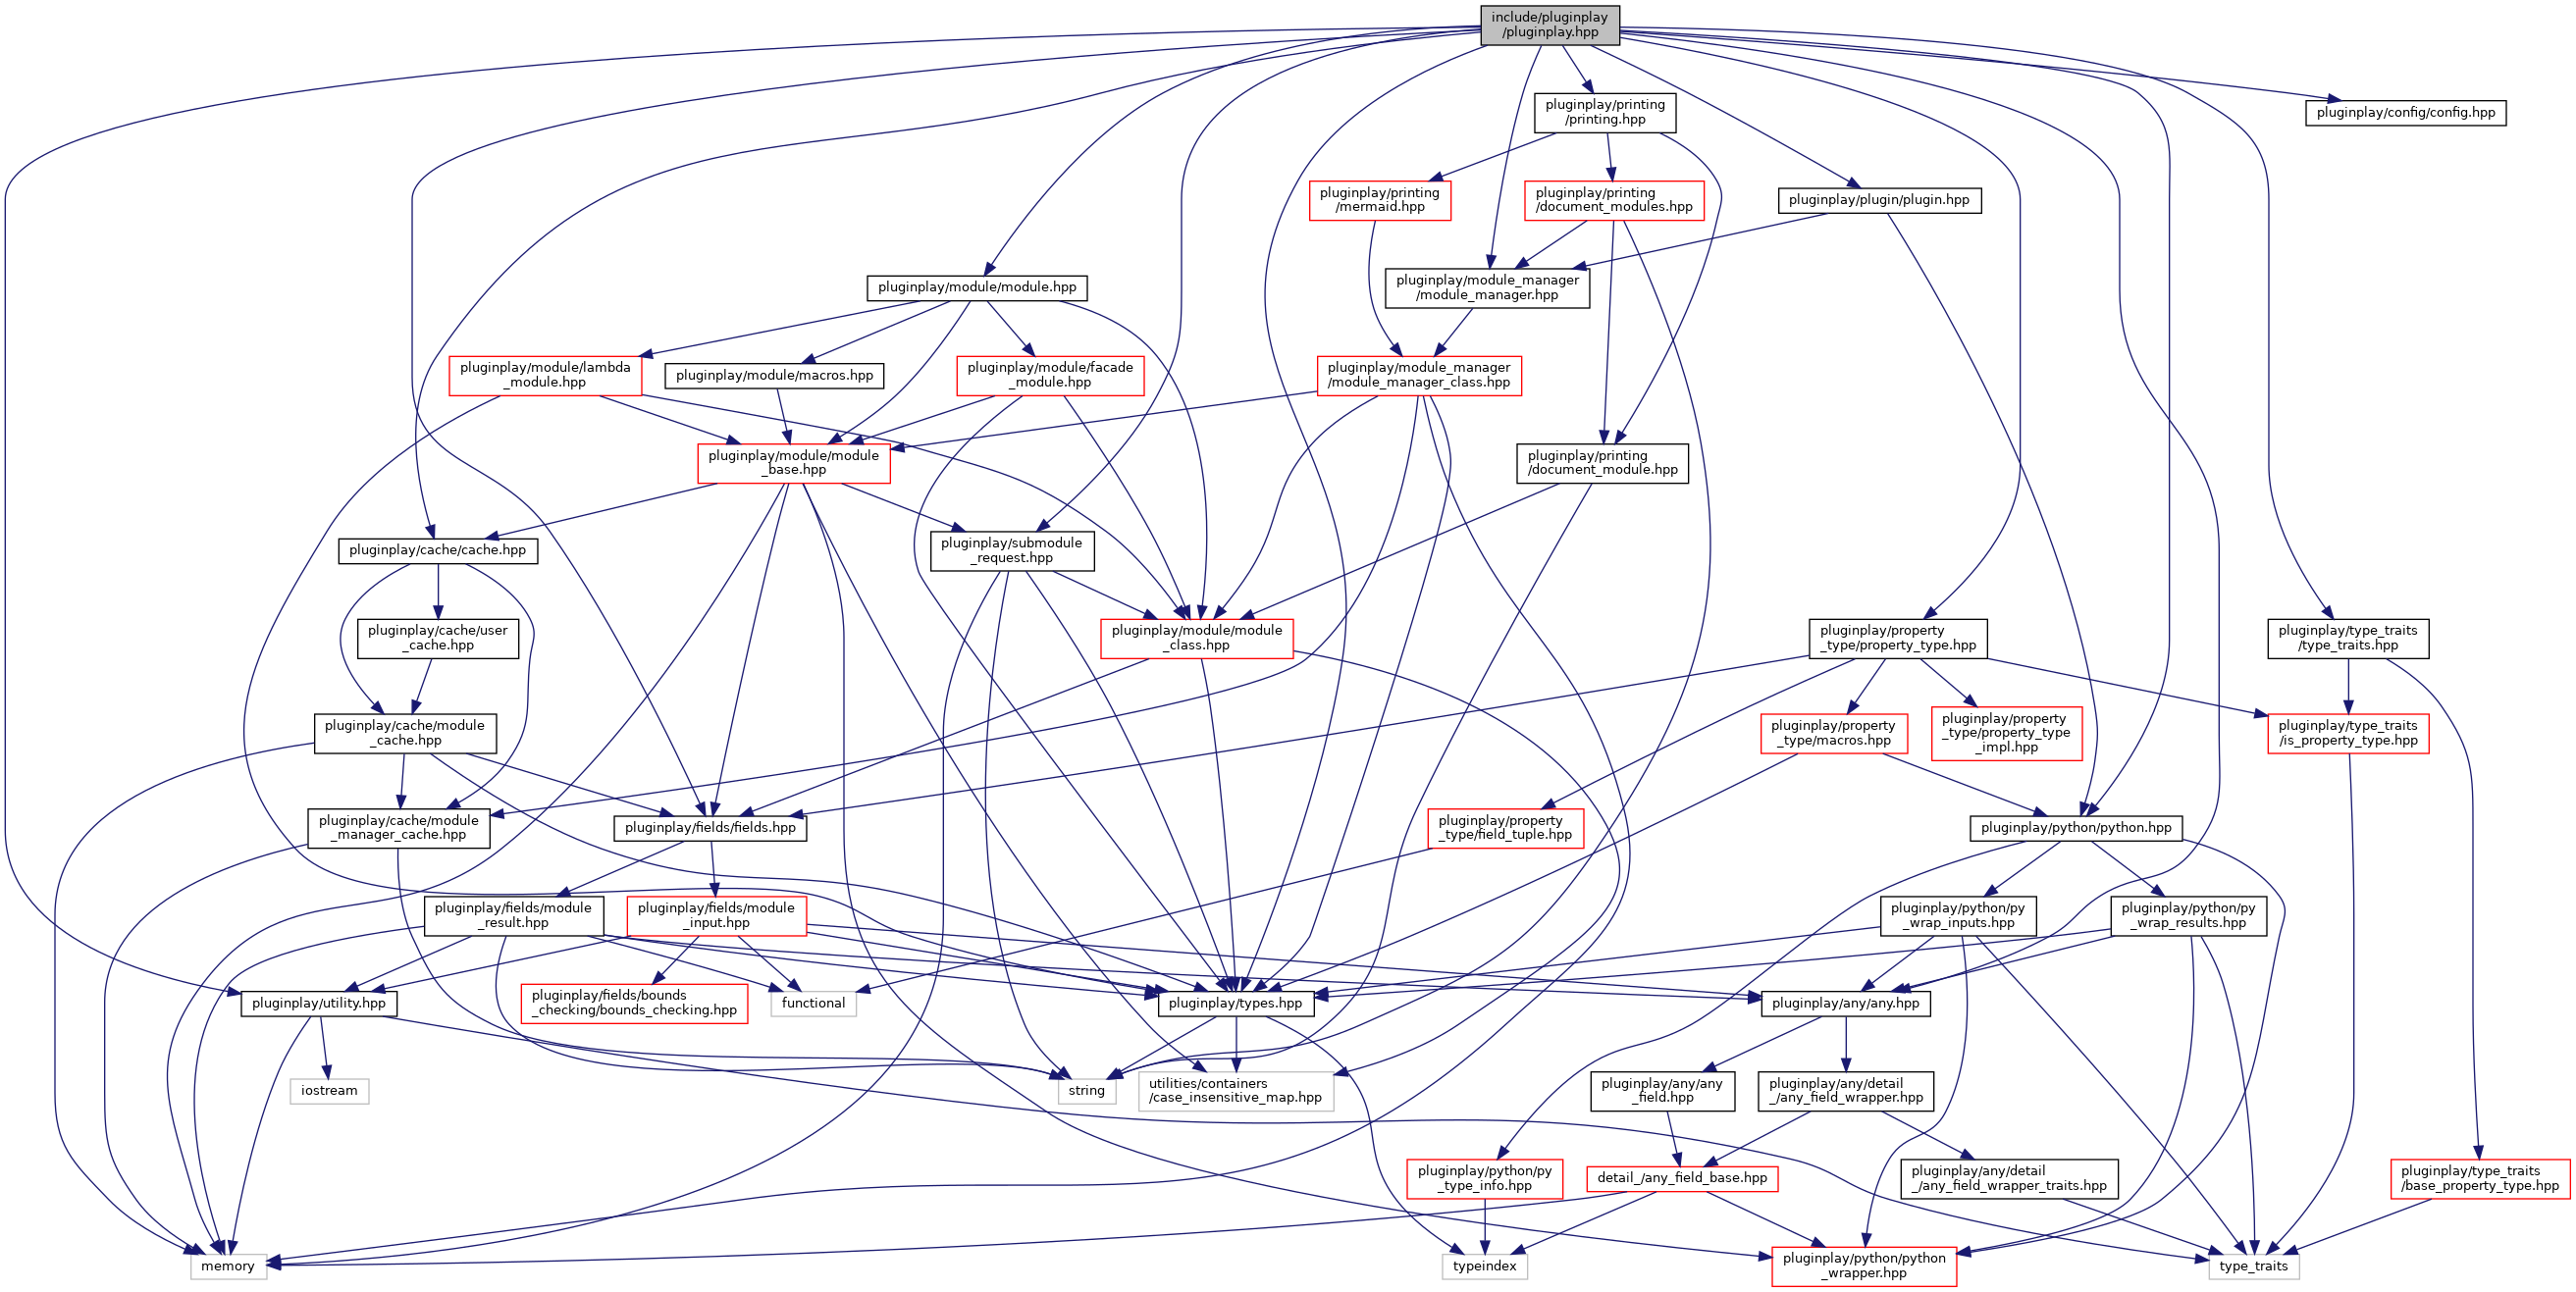 include/pluginplay
/pluginplay.hpp
pluginplay/printing
/printing.hpp
pluginplay/config/config.hpp
pluginplay/printing
/mermaid.hpp
pluginplay/printing
/document_modules.hpp
pluginplay/plugin/plugin.hpp
pluginplay/module/module.hpp
pluginplay/module_manager
/module_manager.hpp
pluginplay/module/lambda
_module.hpp
pluginplay/module/macros.hpp
pluginplay/module/facade
_module.hpp
pluginplay/module_manager
/module_manager_class.hpp
pluginplay/module/module
_base.hpp
pluginplay/printing
/document_module.hpp
pluginplay/cache/cache.hpp
pluginplay/submodule
_request.hpp
pluginplay/cache/user
_cache.hpp
pluginplay/module/module
_class.hpp
pluginplay/property
_type/property_type.hpp
pluginplay/type_traits
/type_traits.hpp
pluginplay/cache/module
_cache.hpp
pluginplay/property
_type/macros.hpp
pluginplay/property
_type/property_type
_impl.hpp
pluginplay/type_traits
/is_property_type.hpp
pluginplay/cache/module
_manager_cache.hpp
pluginplay/fields/fields.hpp
pluginplay/property
_type/field_tuple.hpp
pluginplay/python/python.hpp
pluginplay/fields/module
_result.hpp
pluginplay/fields/module
_input.hpp
pluginplay/python/py
_wrap_inputs.hpp
pluginplay/python/py
_wrap_results.hpp
pluginplay/utility.hpp
pluginplay/fields/bounds
_checking/bounds_checking.hpp
functional
pluginplay/types.hpp
pluginplay/any/any.hpp
iostream
string
utilities/containers
/case_insensitive_map.hpp
pluginplay/any/any
_field.hpp
pluginplay/any/detail
_/any_field_wrapper.hpp
pluginplay/python/py
_type_info.hpp
detail_/any_field_base.hpp
pluginplay/any/detail
_/any_field_wrapper_traits.hpp
pluginplay/type_traits
/base_property_type.hpp
memory
typeindex
pluginplay/python/python
_wrapper.hpp
type_traits